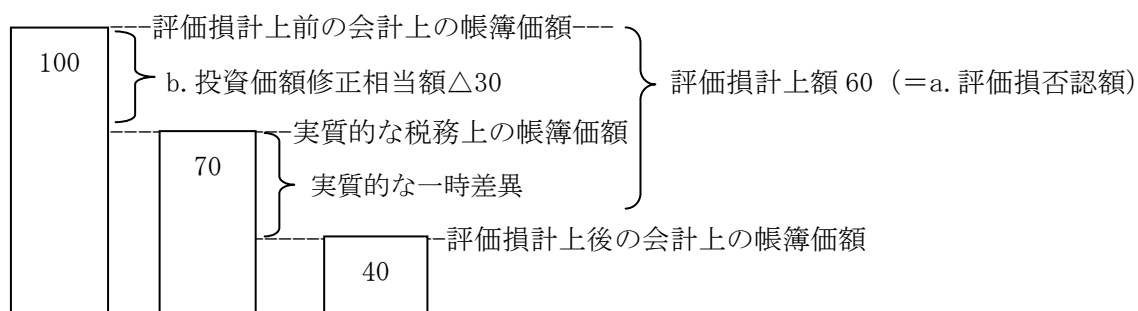 評価損計上前の会計上の帳簿価額
100
b. 投資価額修正相当額△30
評価損計上額 60（＝a. 評価損否認額）
実質的な税務上の帳簿価額
70
実質的な一時差異
評価損計上後の会計上の帳簿価額
40